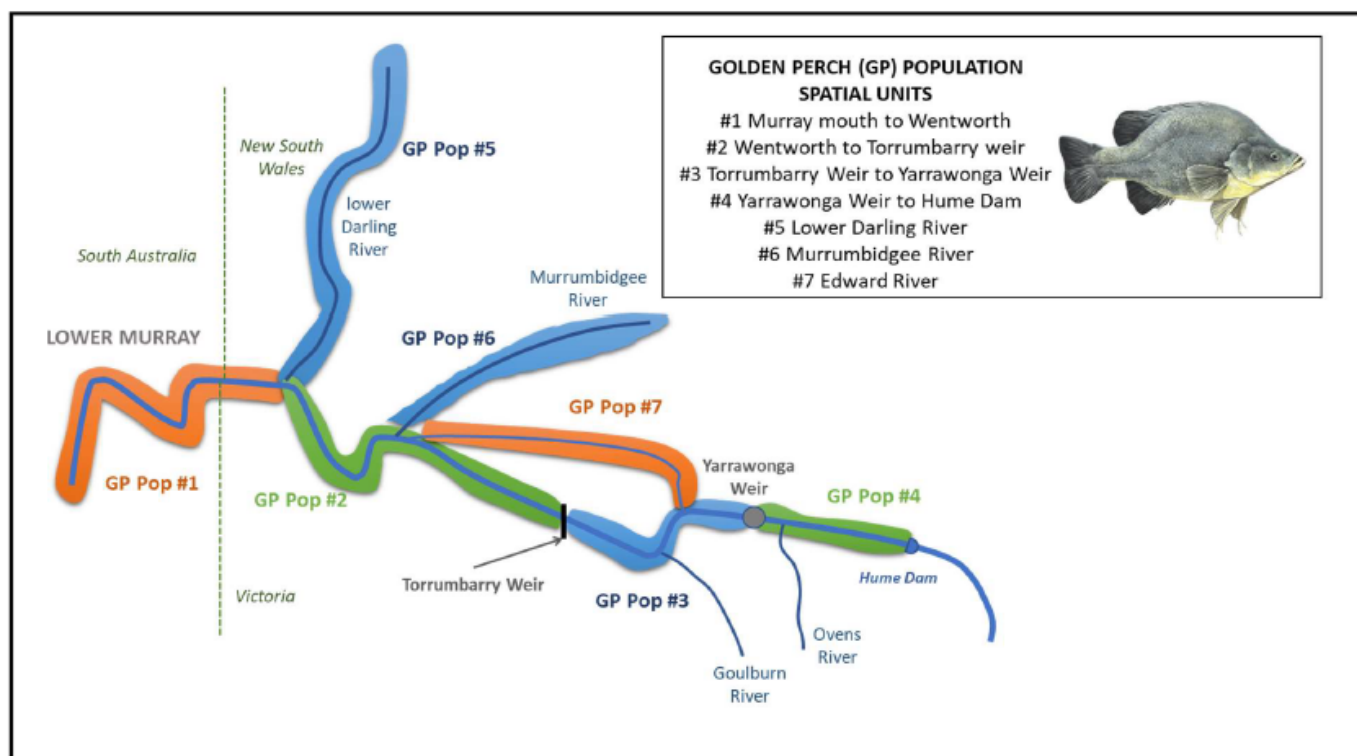 GOLDEN PERCH (GP) POPULATION
SPATIAL UNITS
#1 Murray mouth to Wentworth
#2 Wentworth to Torrumbarry weir
#3 Torrumbarry Weir to Yarrawonga Weir
#4 Yarrawonga Weir to Hume Dam
#5 Lower Darling River
#6 Murrumbidgee River
#7 Edward River
New South
Wales
GP Pop #5
lower
Darling
River
South Australia
Murrumbidgee
River
LOWER MURRAY
GP Pop #6
GP Pop #7
Yarrawonga
Weir
GP Pop #1
GP Pop #2
GP Pop #4
Torrumbarry Weir
Hume Dam
Victoria
GP Pop #3
Ovens
River
Goulburn
River